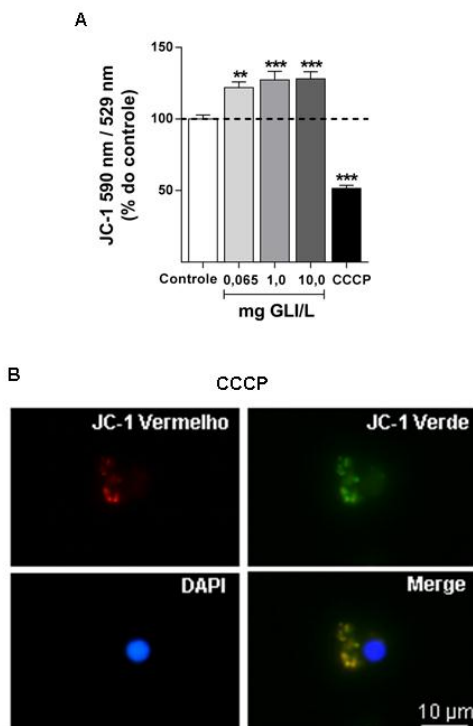 A
JC-1 590 nm / 529 nm
(% do controle)
150
100
50
** *** *** ***
Controle 0,065 1,0 10,0 CCCP
mg GLI/L
B
CCCP
JC-1 Vermelho
JC-1 Verde
DAPI
Merge
10 µm